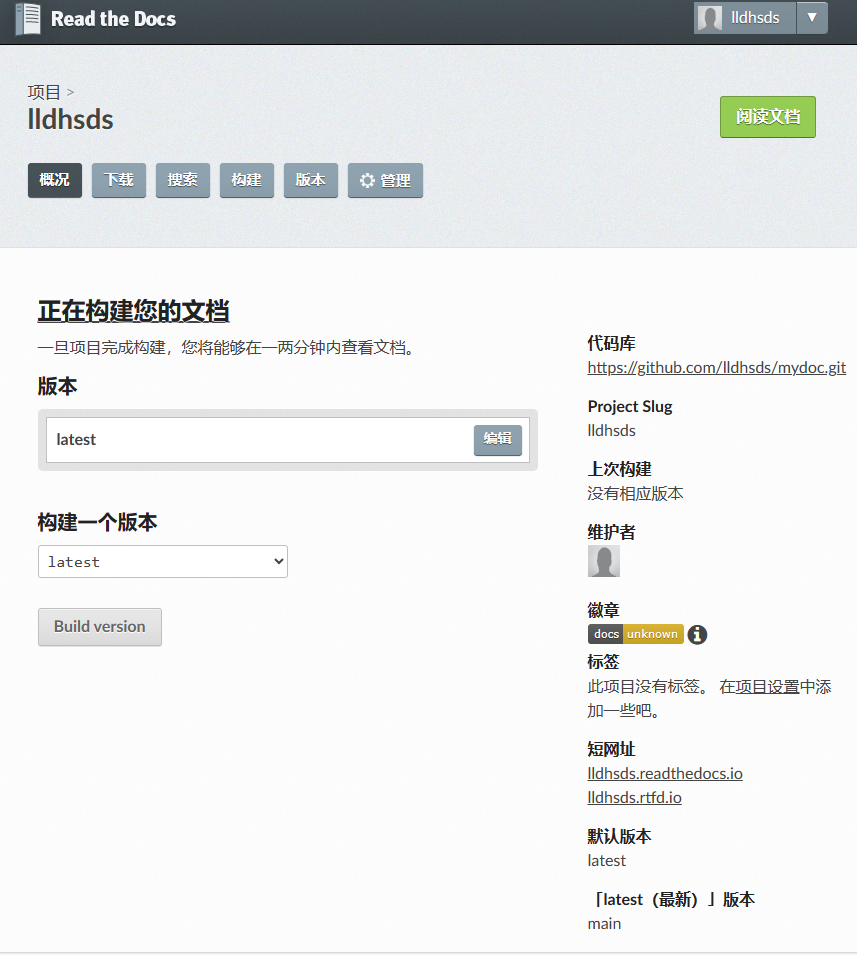 Read the Docs
lldhsds
▼
项目 >
lldhsds
阅读文档
概况
下载
搜索
构建
版本
管理
正在构建您的文档
一旦项目完成构建，您将能够在一两分钟内查看文档。
版本
latest
编辑
构建一个版本
latest
Build version
代码库
https://github.com/lldhsds/mydoc.git
Project Slug
lldhsds
上次构建
没有相应版本
维护者
徽章
docs unknown
标签
此项目没有标签。 在项目设置中添
加一些吧。
短网址
lldhsds.readthedocs.io
lldhsds.rtfd.io
默认版本
latest
「latest（最新）」版本
main